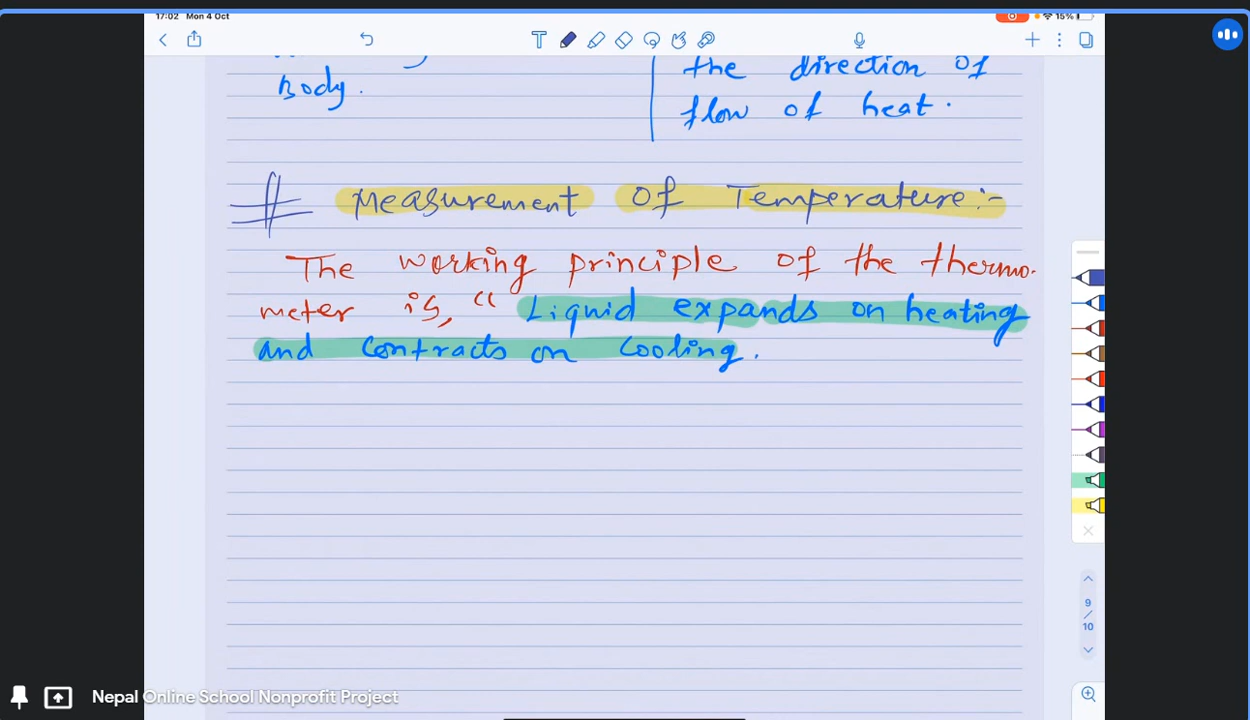 17:02 Mon 4 Oct
15%
Body.
the direction of
flow of heat.
# Measurement of Temperature:-
The working principle of the thermo-
meter is, “ Liquid expands on heating
and contracts on cooling.
9
/
10
Nepal Online School Nonprofit Project